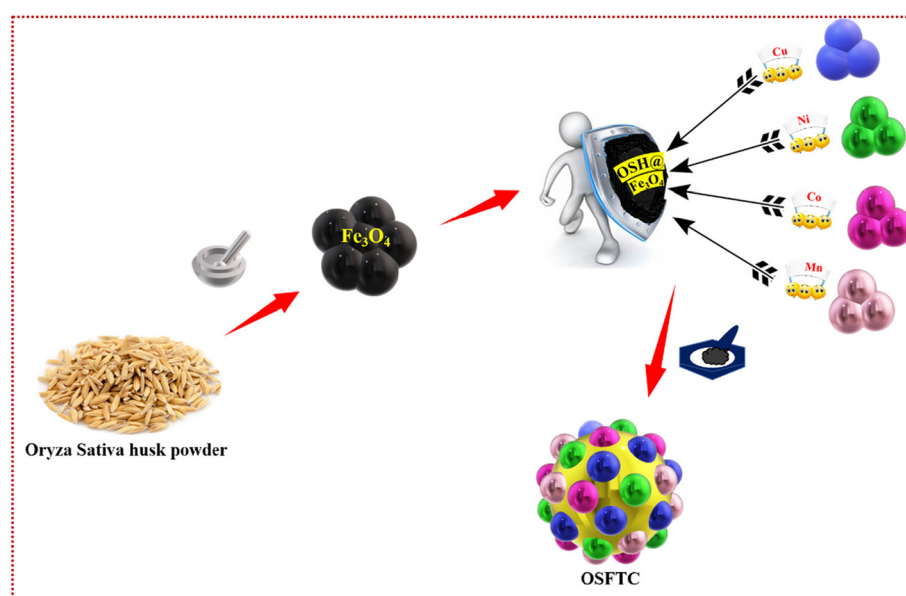 Cu
Ni
Co
Mn
OSH@
Fe₃O₄
Fe₃O₄
Oryza Sativa husk powder
OSFTC